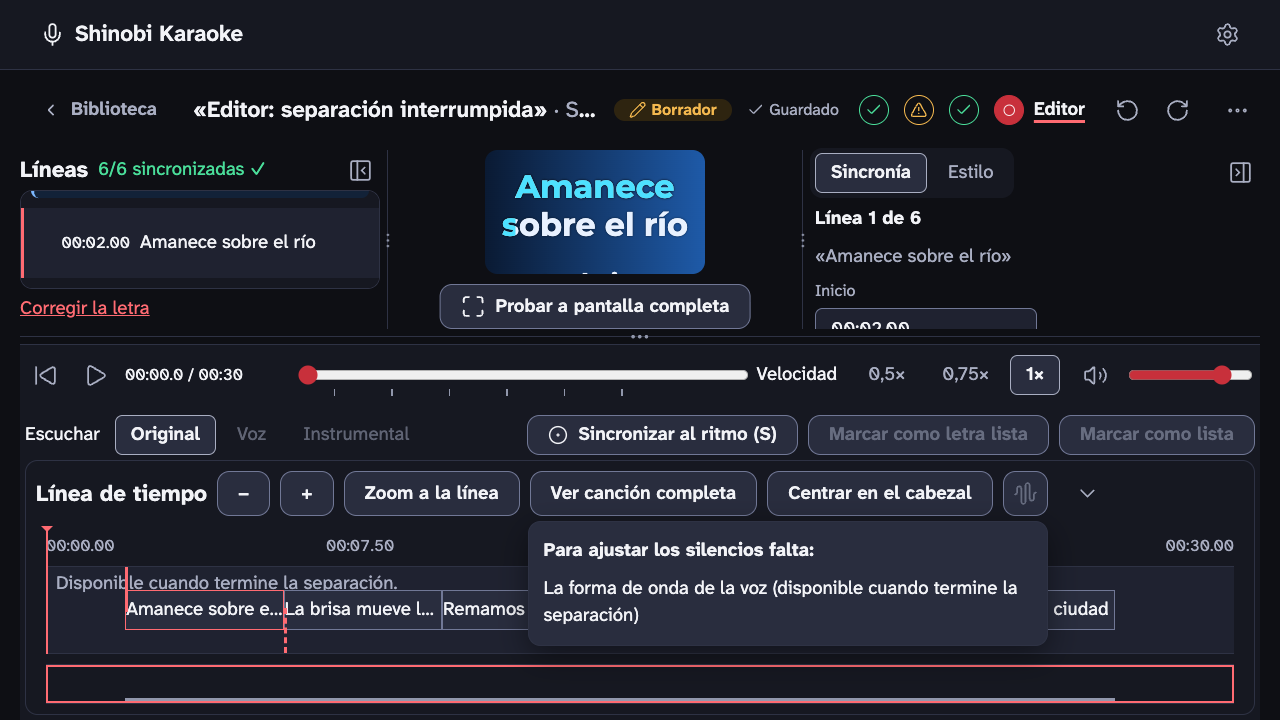 Shinobi Karaoke
Biblioteca
«Editor: separación interrumpida» · S...
Borrador
Guardado
Editor
Líneas 6/6 sincronizadas
00:02.00 Amanece sobre el río
Corregir la letra
Amanece
sobre el río
Probar a pantalla completa
Sincronía
Estilo
Línea 1 de 6
«Amanece sobre el río»
Inicio
00:02.00
00:00.0 / 00:30
Velocidad
0,5×
0,75×
1×
Escuchar
Original
Voz
Instrumental
Sincronizar al ritmo (S)
Marcar como letra lista
Marcar como lista
Línea de tiempo
−
+
Zoom a la línea
Ver canción completa
Centrar en el cabezal
00:00.00
00:07.50
00:30.00
Para ajustar los silencios falta:
La forma de onda de la voz (disponible cuando termine la
separación)
Disponible cuando termine la separación.
Amanece sobre e...
La brisa mueve l...
Remamos
ciudad